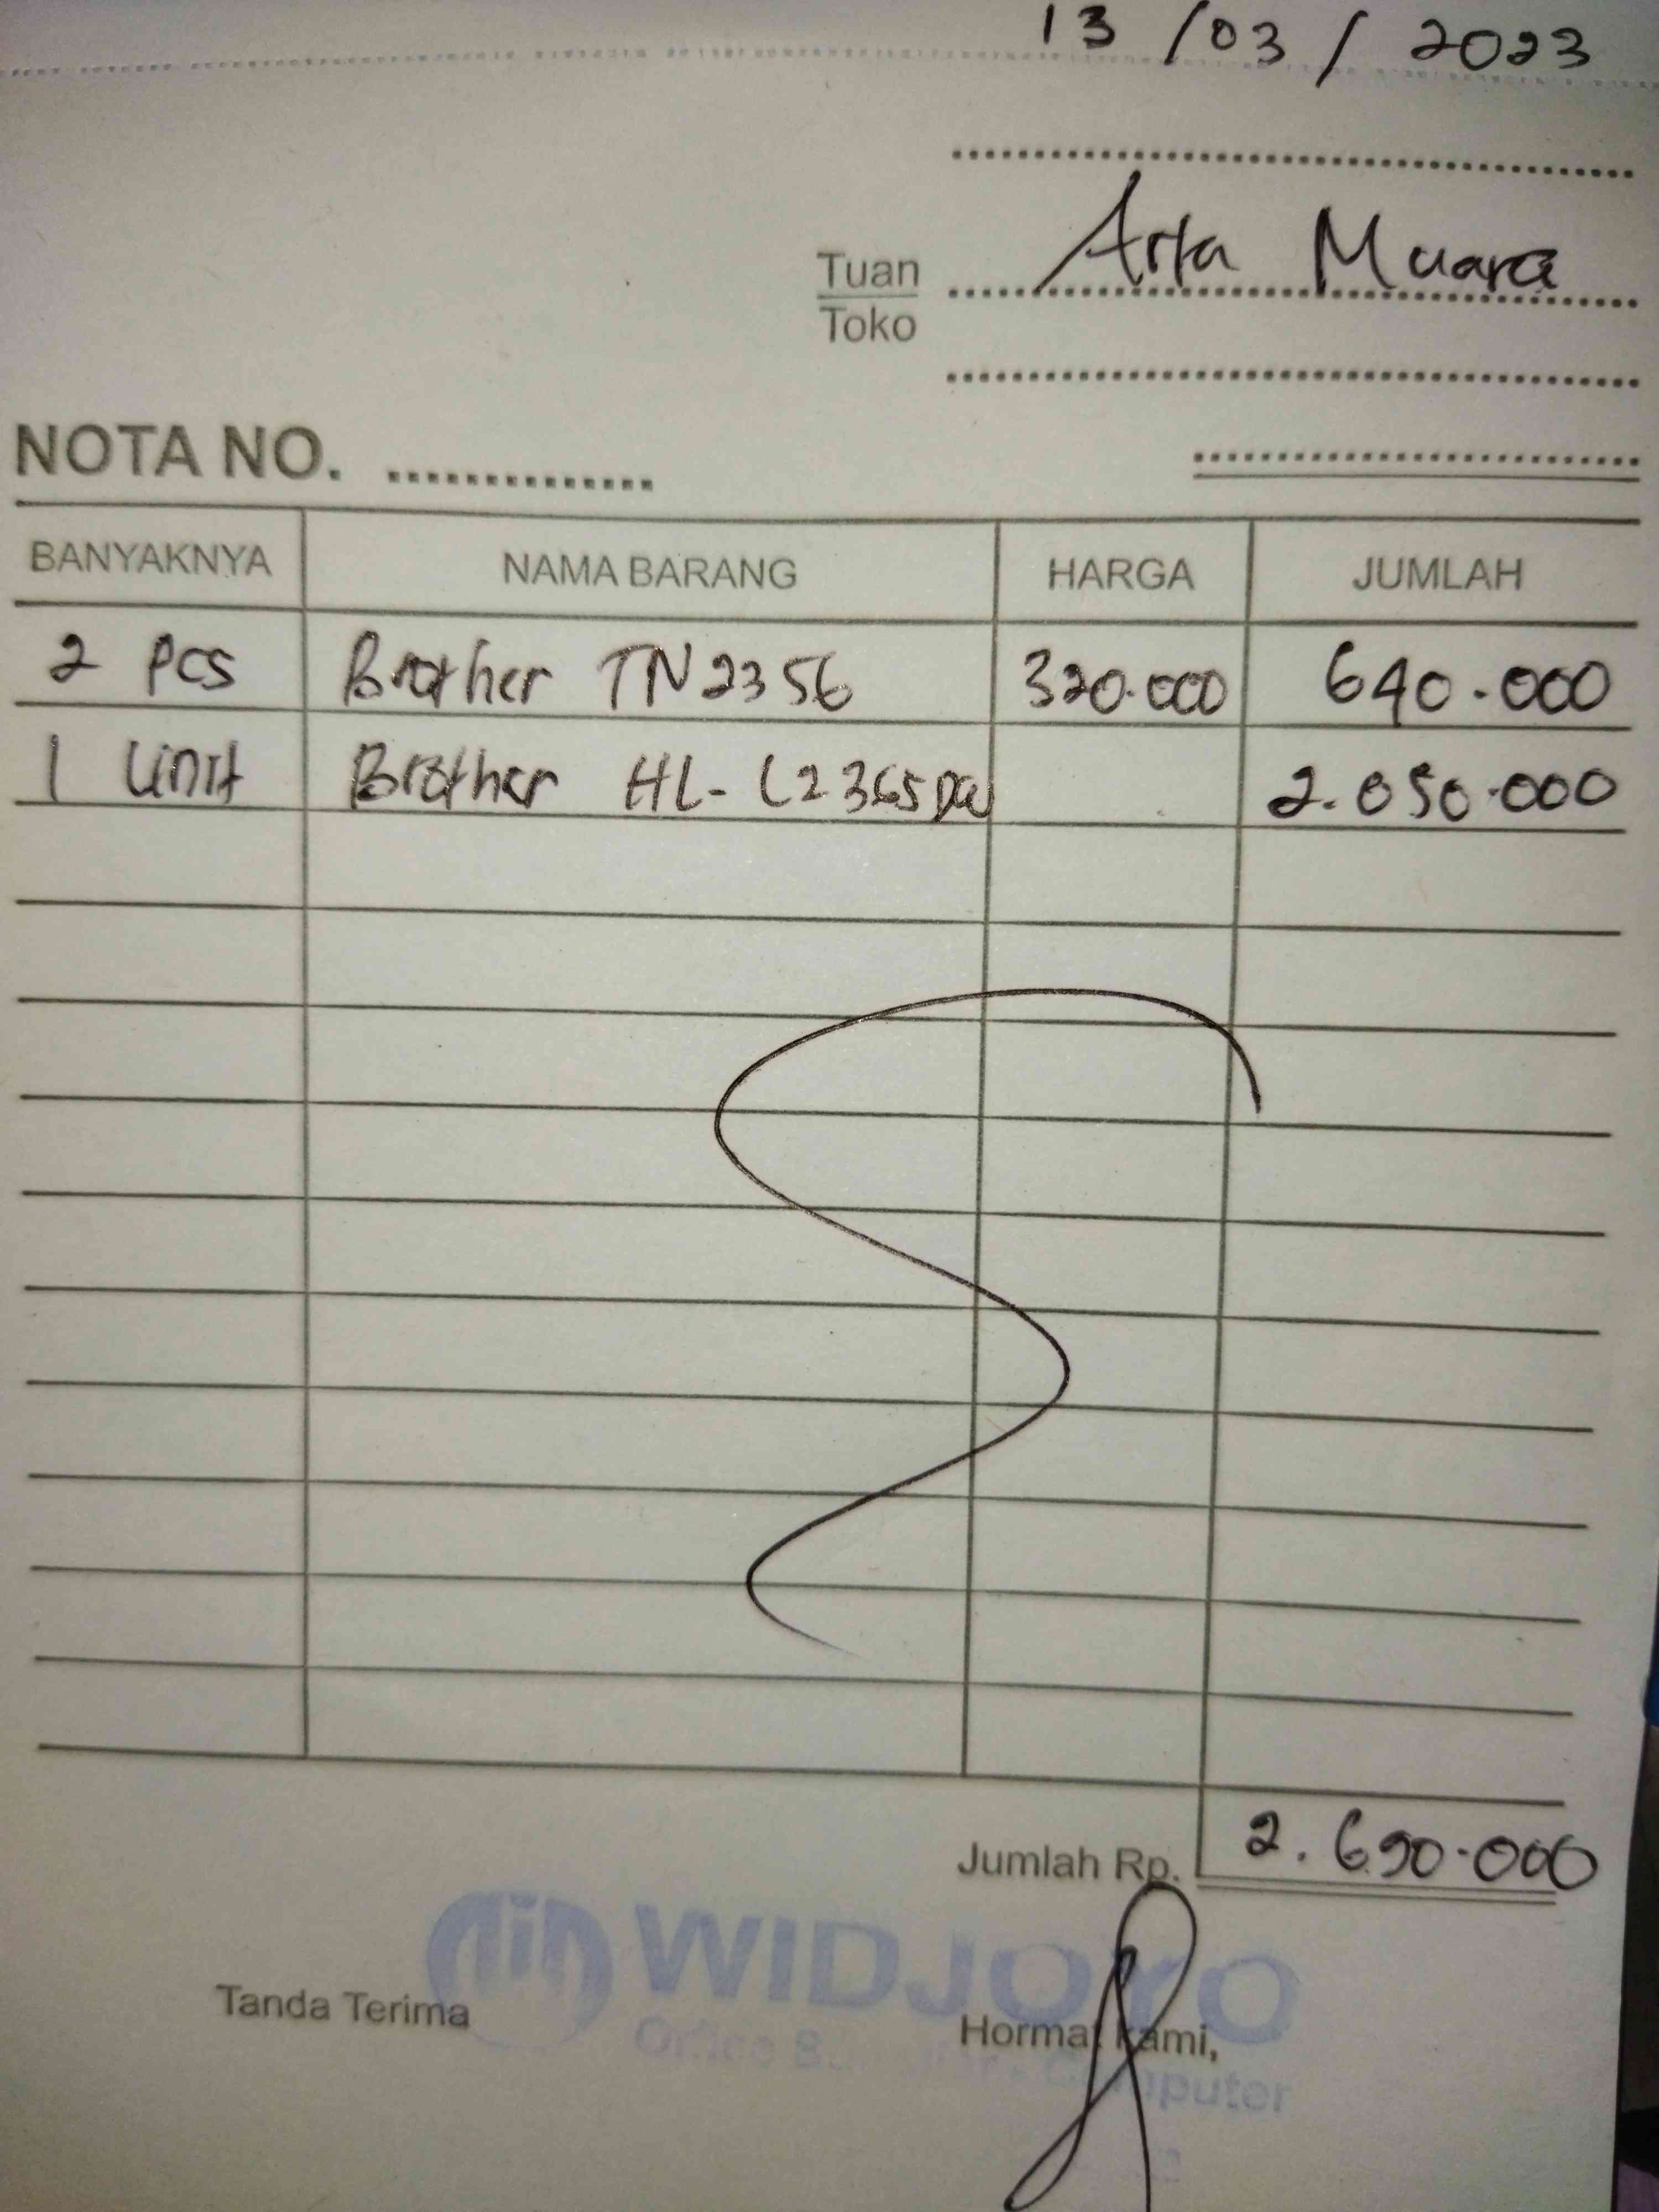 13 / 03 / 2023
Tuan Arta Muara
Toko
NOTA NO.
BANYAKNYA NAMA BARANG HARGA JUMLAH
2 Pcs Brother TN2356 320.000 640.000
1 Unit Brother HL-L2365DW 2.050.000
Jumlah Rp. 2.690.000
WIDJOYO
Tanda Terima Hormat kami,
Office Computer